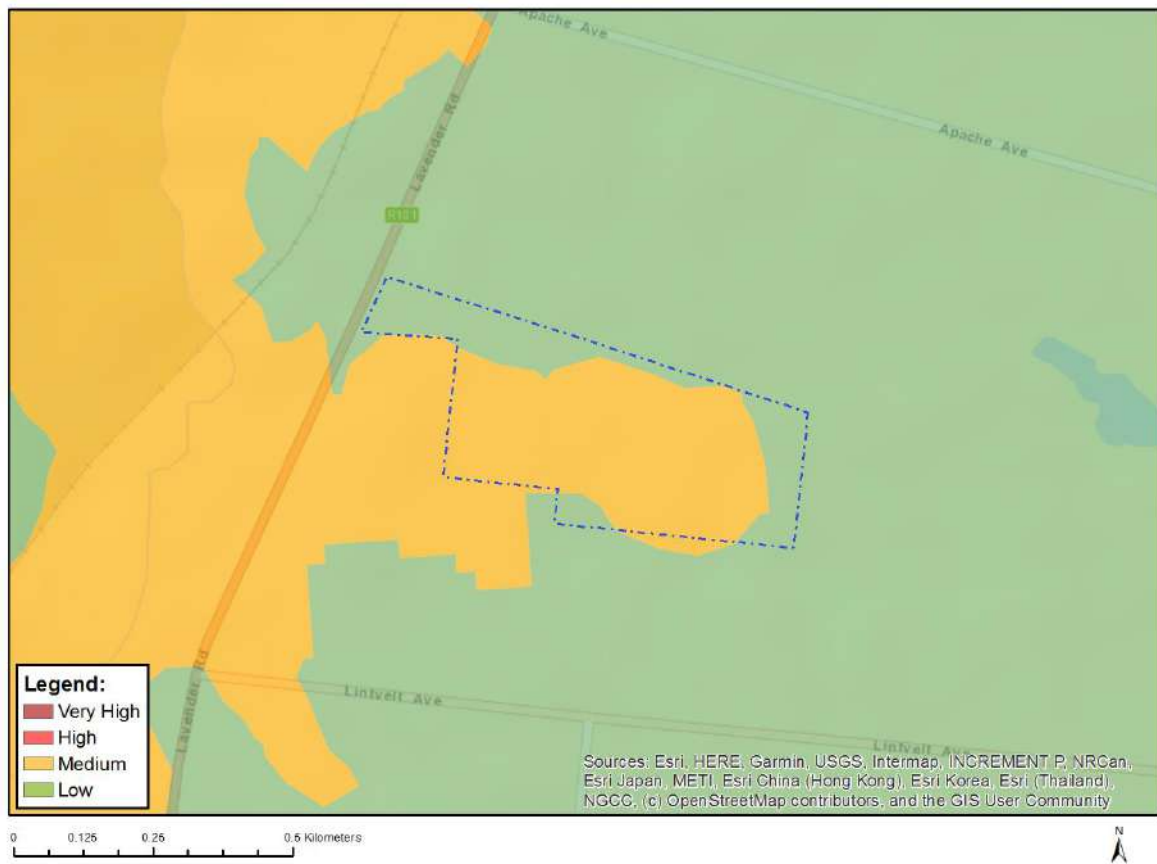 Apache Ave
Apache Ave
Lavender Rd
R101
Lavender Rd
Lintvelt Ave
Lintvelt Ave
Legend:
Very High
High
Medium
Low
Sources: Esri, HERE, Garmin, USGS, Intermap, INCREMENT P, NRCan,
Esri Japan, METI, Esri China (Hong Kong), Esri Korea, Esri (Thailand),
NGCC, (c) OpenStreetMap contributors, and the GIS User Community
0 0.125 0.25 0.5 Kilometers
N